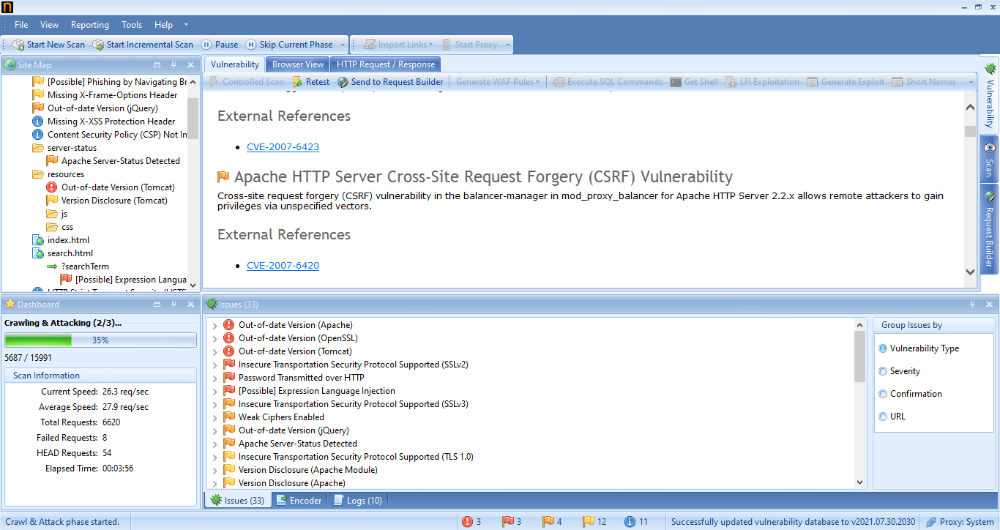 File View Reporting Tools Help
Start New Scan Start Incremental Scan Pause Skip Current Phase Import Links Start Proxy
Site Map
[Possible] Phishing by Navigating Br
Missing X-Frame-Options Header
Out-of-date Version (jQuery)
Missing X-XSS Protection Header
Content Security Policy (CSP) Not In
server-status
Apache Server-Status Detected
resources
Out-of-date Version (Tomcat)
Version Disclosure (Tomcat)
js
css
index.html
search.html
?searchTerm
[Possible] Expression Langua
Vulnerability Browser View HTTP Request / Response
Controlled Scan Retest Send to Request Builder Generate WAF Rules Execute SQL Commands Get Shell LFI Exploitation Generate Exploit Short Names
External References
• CVE-2007-6423
Apache HTTP Server Cross-Site Request Forgery (CSRF) Vulnerability
Cross-site request forgery (CSRF) vulnerability in the balancer-manager in mod_proxy_balancer for Apache HTTP Server 2.2.x allows remote attackers to gain
privileges via unspecified vectors.
External References
• CVE-2007-6420
Vulnerability
Scan
Request Builder
Dashboard
Crawling & Attacking (2/3)...
35%
5687 / 15991
Scan Information
Current Speed: 26.3 req/sec
Average Speed: 27.9 req/sec
Total Requests: 6620
Failed Requests: 8
HEAD Requests: 54
Elapsed Time: 00:03:56
Issues (33)
Out-of-date Version (Apache)
Out-of-date Version (OpenSSL)
Out-of-date Version (Tomcat)
Insecure Transportation Security Protocol Supported (SSLv2)
Password Transmitted over HTTP
[Possible] Expression Language Injection
Insecure Transportation Security Protocol Supported (SSLv3)
Weak Ciphers Enabled
Out-of-date Version (jQuery)
Apache Server-Status Detected
Insecure Transportation Security Protocol Supported (TLS 1.0)
Version Disclosure (Apache Module)
Version Disclosure (Apache)
Group Issues by
Vulnerability Type
Severity
Confirmation
URL
Issues (33) Encoder Logs (10)
Crawl & Attack phase started. 3 3 4 12 11 Successfully updated vulnerability database to v2021.07.30.2030 Proxy: System